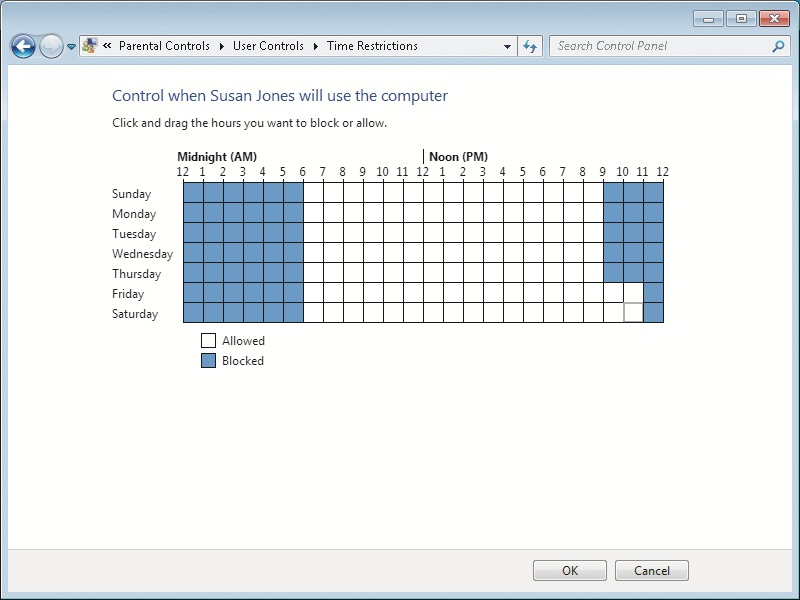 « Parental Controls ▸ User Controls ▸ Time Restrictions
Search Control Panel
Control when Susan Jones will use the computer
Click and drag the hours you want to block or allow.
Midnight (AM) Noon (PM)
12 1 2 3 4 5 6 7 8 9 10 11 12 1 2 3 4 5 6 7 8 9 10 11 12
Sunday
Monday
Tuesday
Wednesday
Thursday
Friday
Saturday
Allowed
Blocked
OK Cancel